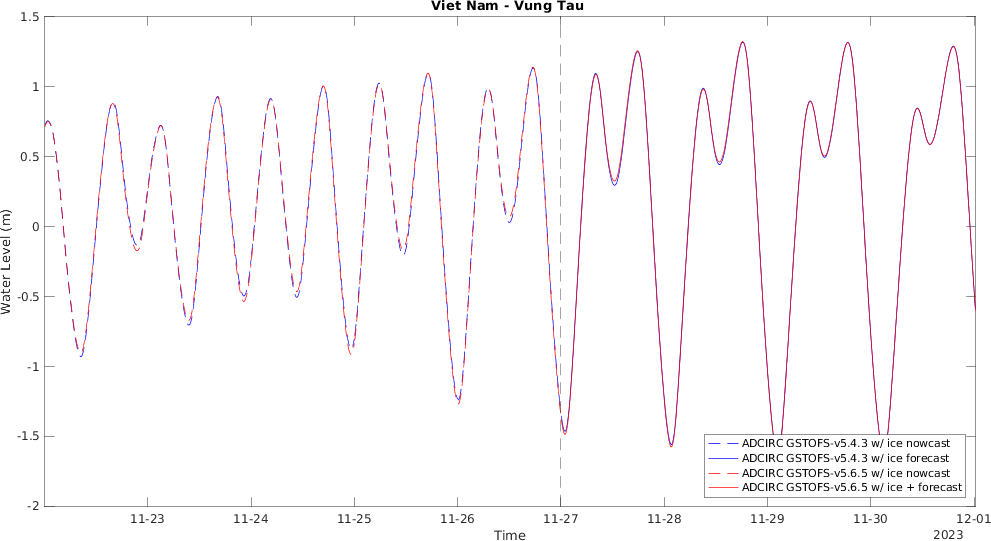 Viet Nam - Vung Tau
1.5
1
0.5
0
-0.5
-1
-1.5
-2
Water Level (m)
11-23
11-24
11-25
11-26
11-27
11-28
11-29
11-30
12-01
Time
2023
ADCIRC GSTOFS-v5.4.3 w/ ice nowcast
ADCIRC GSTOFS-v5.4.3 w/ ice forecast
ADCIRC GSTOFS-v5.6.5 w/ ice nowcast
ADCIRC GSTOFS-v5.6.5 w/ ice + forecast